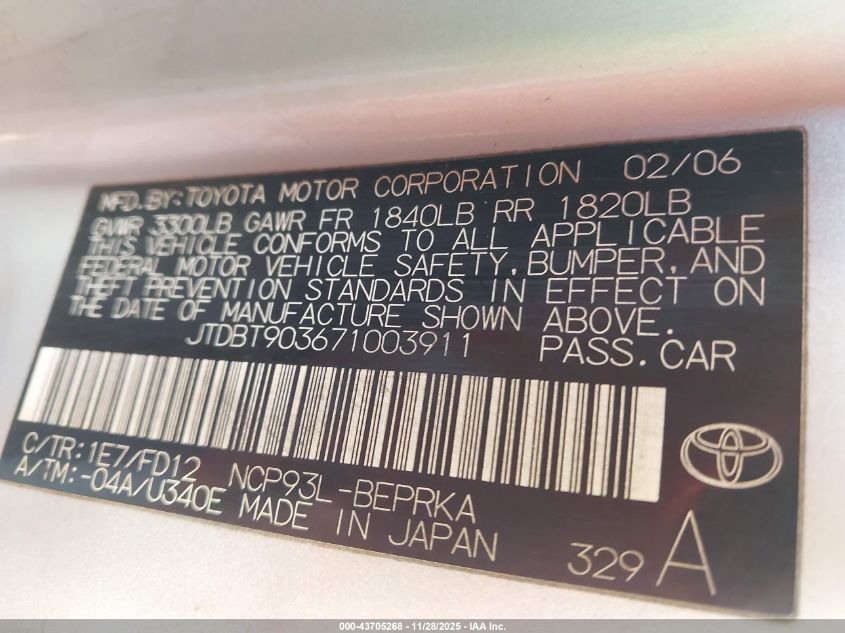 MFD.BY:TOYOTA MOTOR CORPORATION 02/06
GVWR 3300LB GAWR FR 1840LB RR 1820LB
THIS VEHICLE CONFORMS TO ALL APPLICABLE
FEDERAL MOTOR VEHICLE SAFETY,BUMPER,AND
THEFT PREVENTION STANDARDS IN EFFECT ON
THE DATE OF MANUFACTURE SHOWN ABOVE.
JTDBT903671003911 PASS.CAR
C/TR:1E7/FD12 NCP93L-BEPRKA
A/TM:-04A/U340E MADE IN JAPAN
329 A
000-43705268 - 11/28/2025 - IAA Inc.